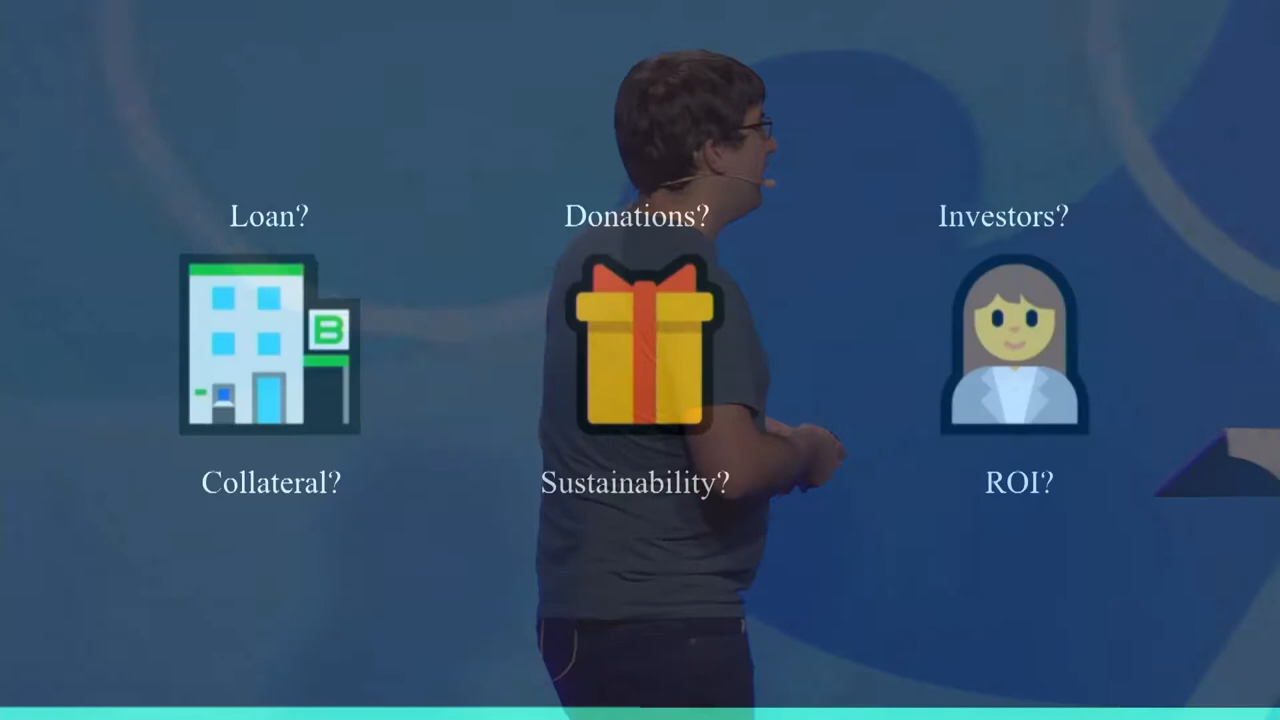 Loan?
Donations?
Investors?
B
Collateral?
Sustainability?
ROI?